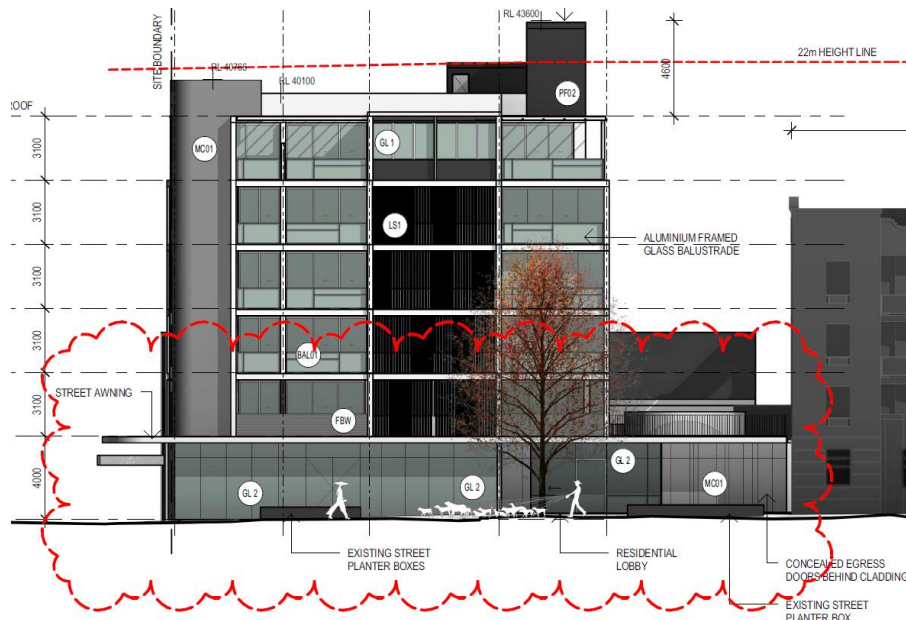 RL 43600
SITE BOUNDARY
22m HEIGHT LINE
RL 40766
RL 40100
4600
PF02
ROOF
MC01
GL 1
3100
LS1
3100
ALUMINIUM FRAMED
GLASS BALUSTRADE
3100
3100
BAL01
3100
STREET AWNING
FBW
4000
GL 2
GL 2
GL 2
MC01
EXISTING STREET
PLANTER BOXES
RESIDENTIAL
LOBBY
CONCEALED EGRESS
DOORS BEHIND CLADDING
EXISTING STREET
PLANTER BOX